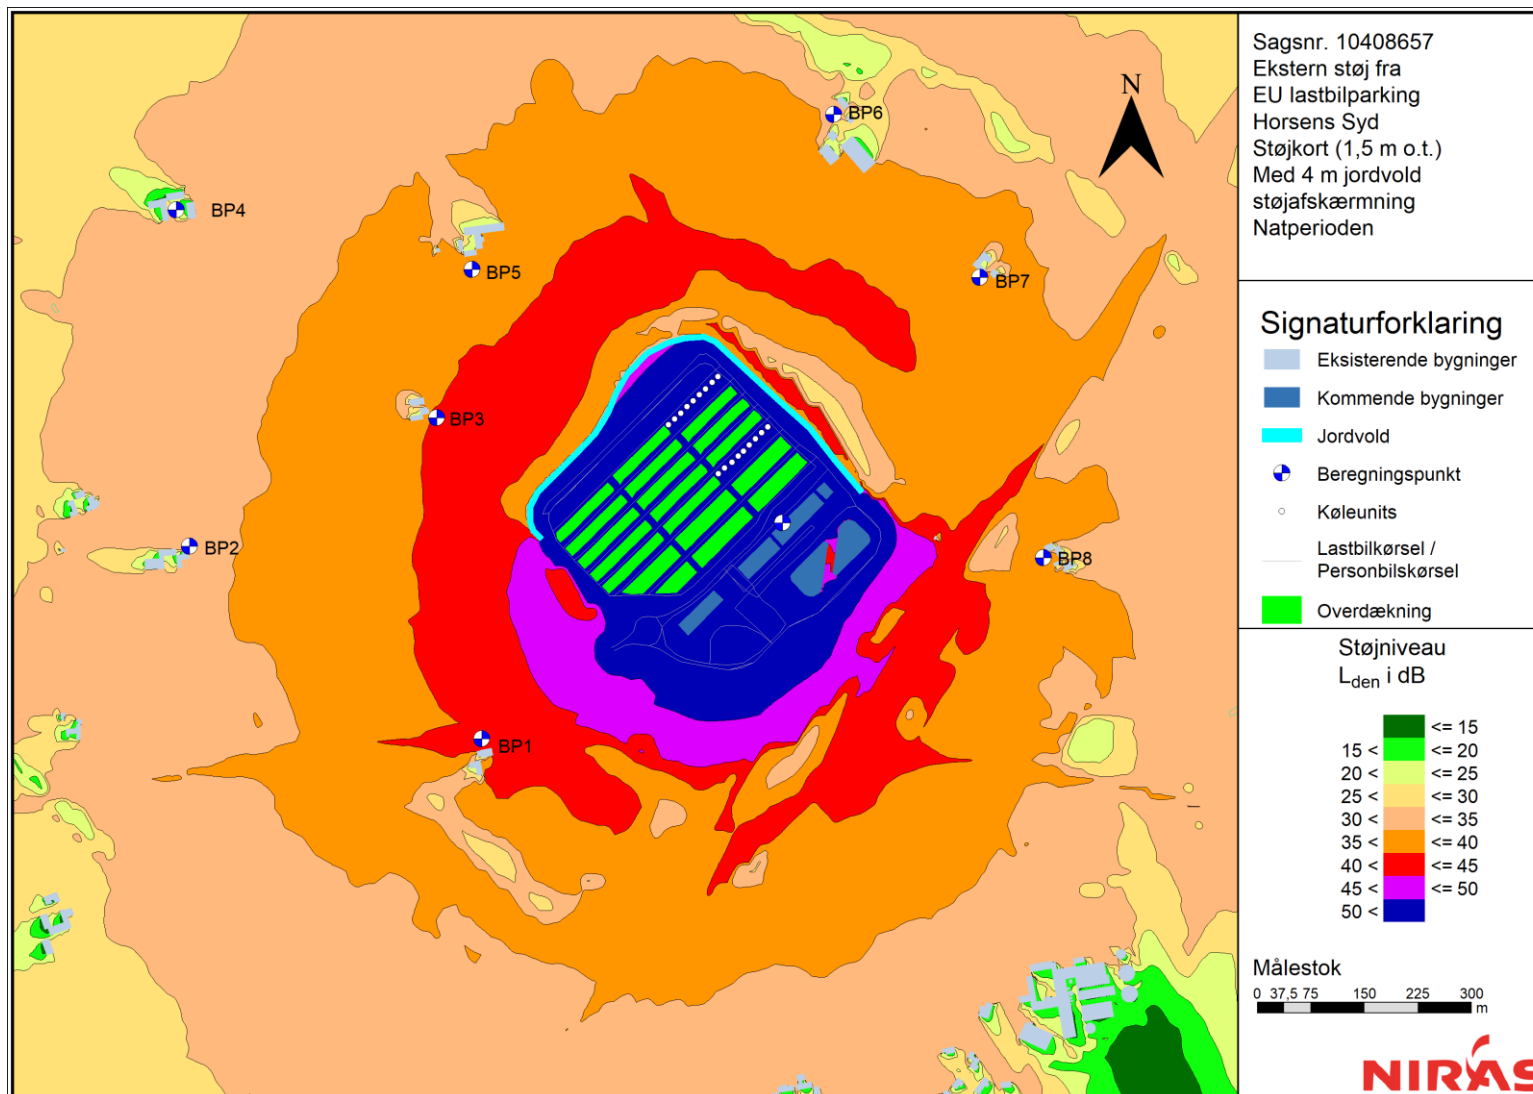 Sagsnr. 10408657
Ekstern støj fra
EU lastbilparking
Horsens Syd
Støjkort (1,5 m o.t.)
Med 4 m jordvold
støjafskærmning
Natperioden
N
BP6
BP4
BP5
BP7
BP3
BP2
BP8
BP1
Signaturforklaring
Eksisterende bygninger
Kommende bygninger
Jordvold
Beregningspunkt
Køleunits
Lastbilkørsel /
Personbilskørsel
Overdækning
Støjniveau
Lden i dB
<= 15
15 < <= 20
20 < <= 25
25 < <= 30
30 < <= 35
35 < <= 40
40 < <= 45
45 < <= 50
50 <
Målestok
0 37,5 75 150 225 300
m
NIRAS